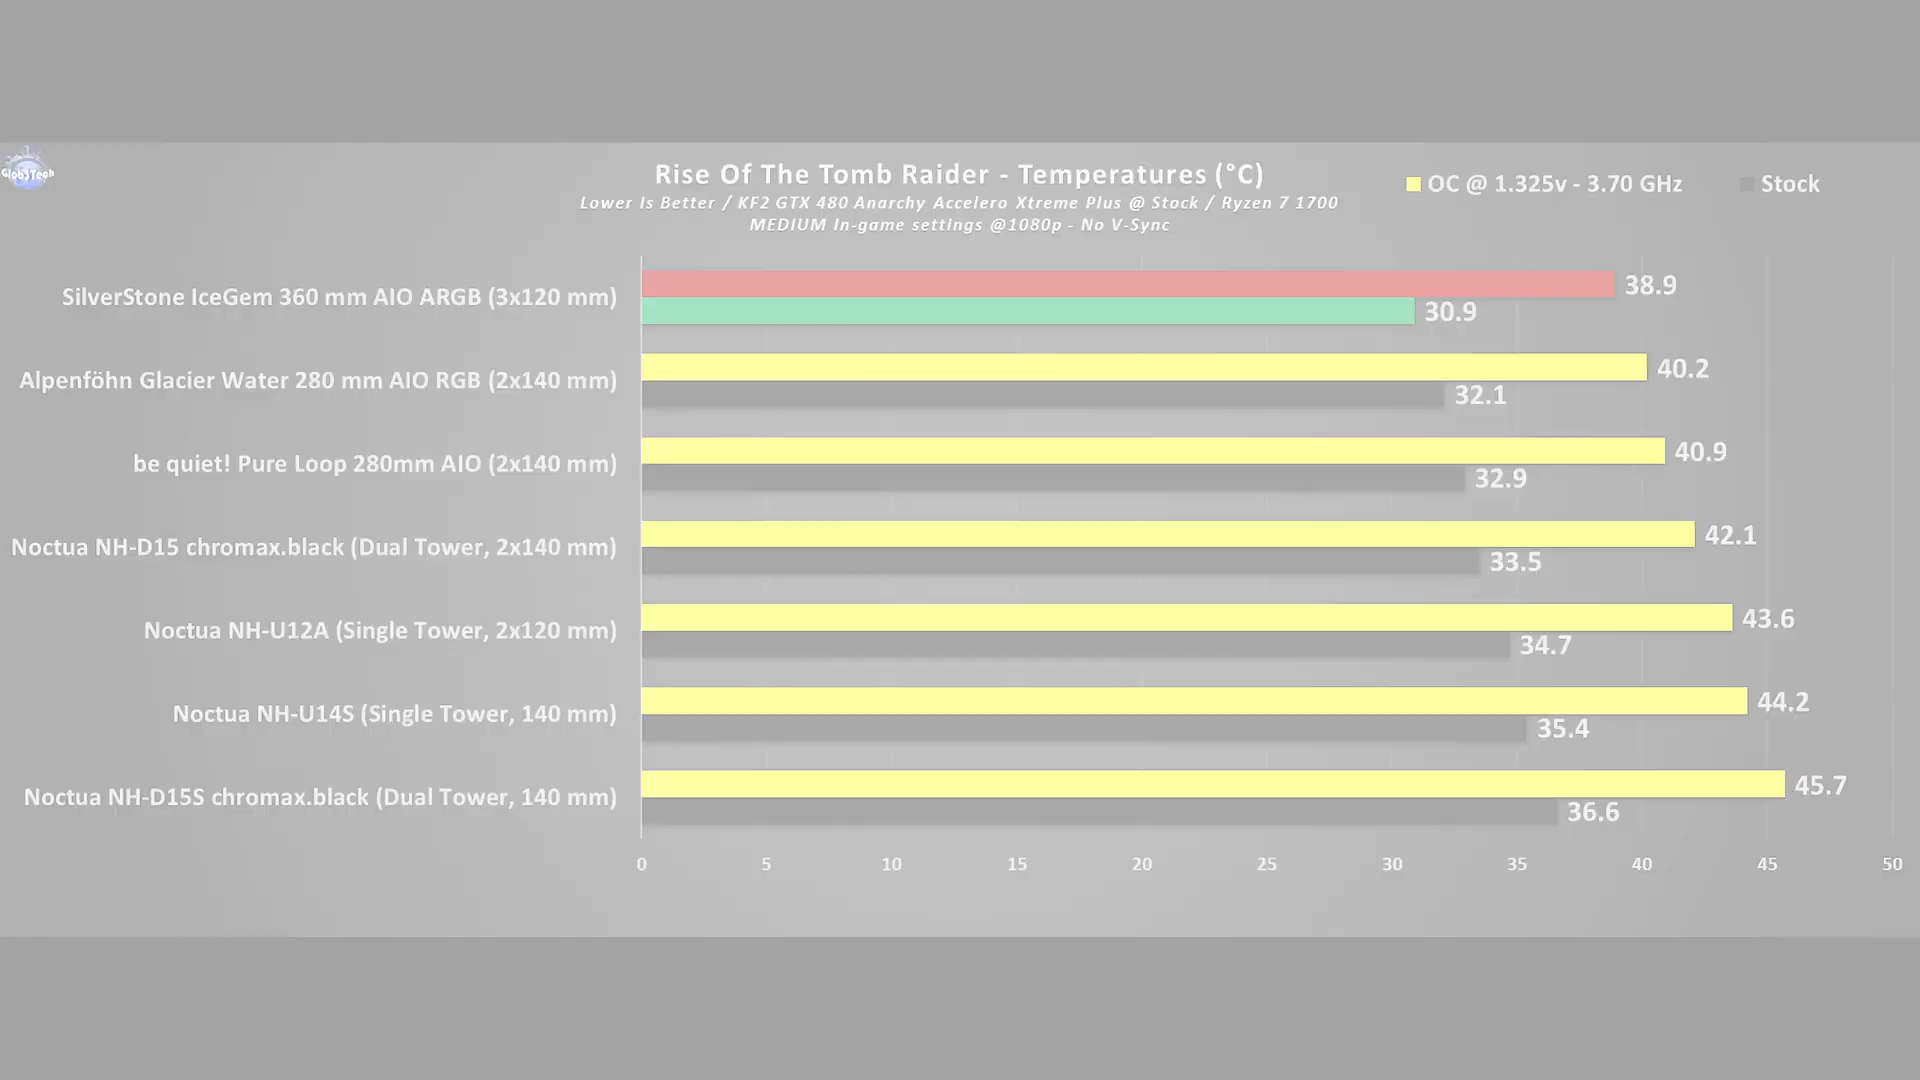 Glob3Tech
Rise Of The Tomb Raider - Temperatures (°C)
Lower Is Better / KF2 GTX 480 Anarchy Accelero Xtreme Plus @ Stock / Ryzen 7 1700
MEDIUM In-game settings @1080p - No V-Sync
OC @ 1.325v - 3.70 GHz
Stock
SilverStone IceGem 360 mm AIO ARGB (3x120 mm)
38.9
30.9
Alpenföhn Glacier Water 280 mm AIO RGB (2x140 mm)
40.2
32.1
be quiet! Pure Loop 280mm AIO (2x140 mm)
40.9
32.9
Noctua NH-D15 chromax.black (Dual Tower, 2x140 mm)
42.1
33.5
Noctua NH-U12A (Single Tower, 2x120 mm)
43.6
34.7
Noctua NH-U14S (Single Tower, 140 mm)
44.2
35.4
Noctua NH-D15S chromax.black (Dual Tower, 140 mm)
45.7
36.6
0 5 10 15 20 25 30 35 40 45 50